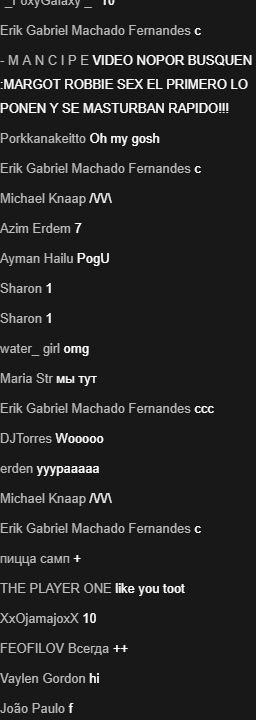 _FoxyGalaxy_ 10
Erik Gabriel Machado Fernandes c
- M A N C I P E VIDEO NOPOR BUSQUEN
:MARGOT ROBBIE SEX EL PRIMERO LO
PONEN Y SE MASTURBAN RAPIDO!!!
Porkkanakeitto Oh my gosh
Erik Gabriel Machado Fernandes c
Michael Knaap /\/\/\
Azim Erdem 7
Ayman Hailu PogU
Sharon 1
Sharon 1
water_ girl omg
Maria Str мы тут
Erik Gabriel Machado Fernandes ccc
DJTorres Wooooo
erden yyypaaaaa
Michael Knaap /\/\/\
Erik Gabriel Machado Fernandes c
пицца самп +
THE PLAYER ONE like you toot
XxOjamajoxX 10
FEOFILOV Всегда ++
Vaylen Gordon hi
João Paulo f